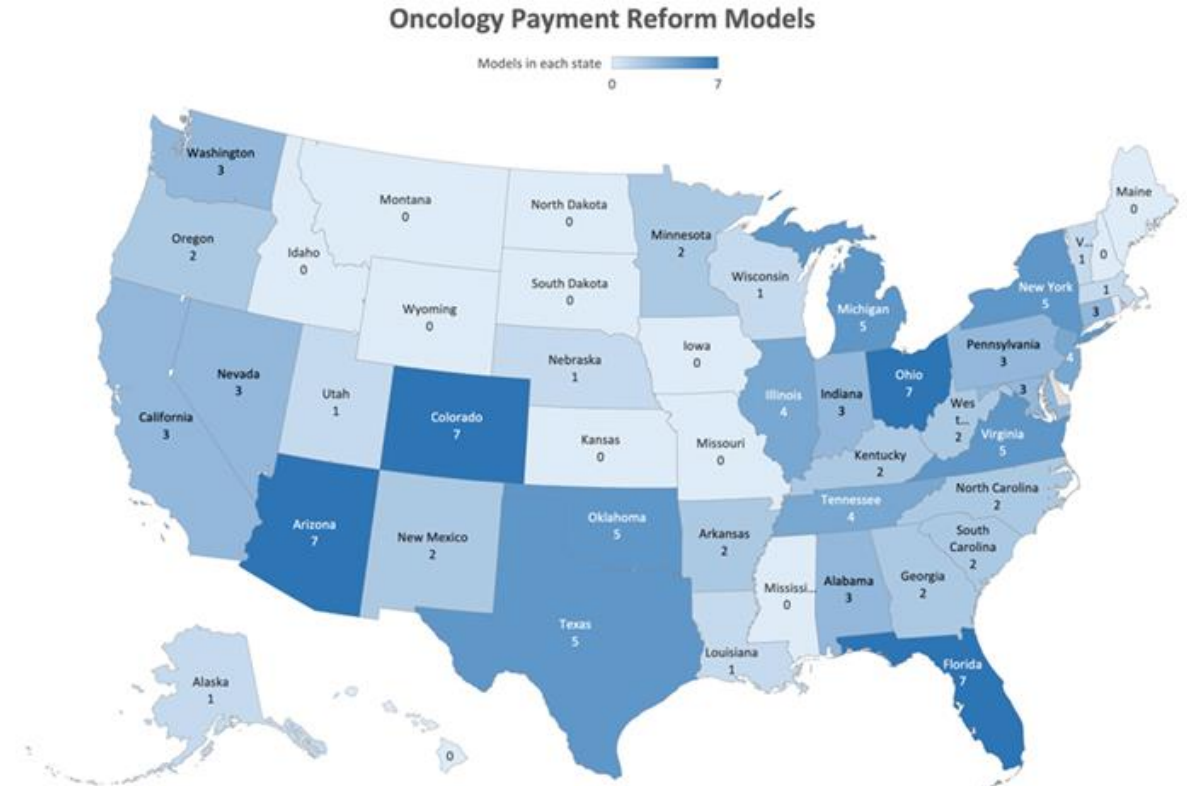 Oncology Payment Reform Models
Models in each state
0 7
Washington
3
Montana
0
North Dakota
0
Minnesota
2
Maine
0
Oregon
2
Idaho
0
South Dakota
0
Wisconsin
1
Michigan
5
V...
1
0
New York
5
1
3
Wyoming
0
Iowa
0
Nebraska
1
Pennsylvania
3
4
Nevada
3
Utah
1
Colorado
7
Illinois
4
Indiana
3
Ohio
7
3
Wes
t...
2
Virginia
5
California
3
Kansas
0
Missouri
0
Kentucky
2
Tennessee
4
North Carolina
2
Arizona
7
New Mexico
2
Oklahoma
5
Arkansas
2
South
Carolina
2
Mississi...
0
Alabama
3
Georgia
2
Texas
5
Louisiana
1
Florida
7
Alaska
1
0